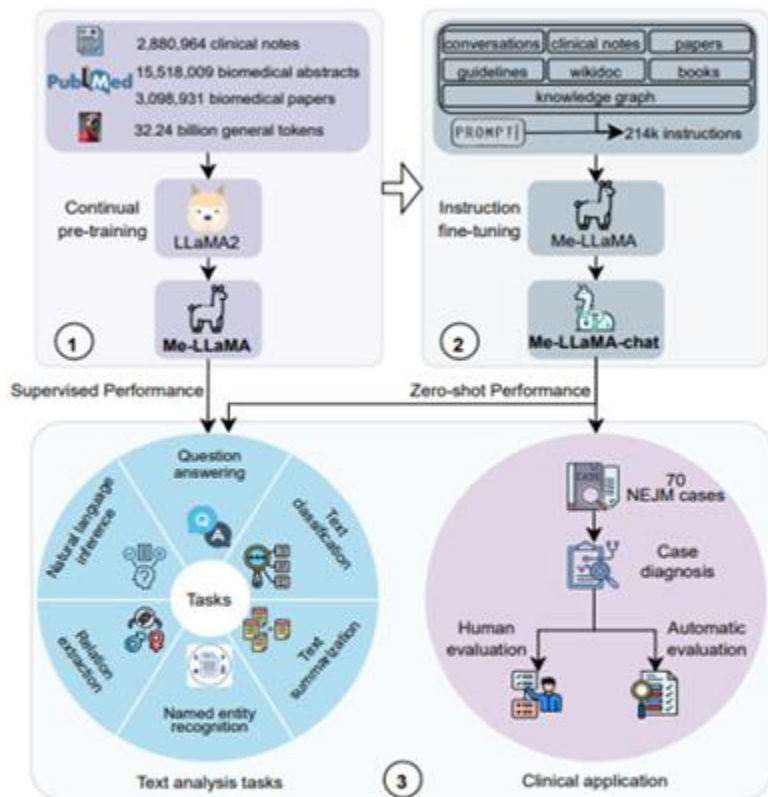 2,880,964 clinical notes
PubMed
15,518,009 biomedical abstracts
3,098,931 biomedical papers
32.24 billion general tokens
Continual
pre-training
LLaMA2
Me-LLaMA
1
conversations
clinical notes
papers
guidelines
wikidoc
books
knowledge graph
PROMPT
214k instructions
Instruction
fine-tuning
Me-LLaMA
Me-LLaMA-chat
2
Supervised Performance
Zero-shot Performance
Question
answering
Text
classification
Text
summarization
Named entity
recognition
Relation
extraction
Natural language
inference
Q
A
Tasks
Text analysis tasks
3
CASE
70
NEJM cases
Case
diagnosis
Human
evaluation
Automatic
evaluation
Clinical application